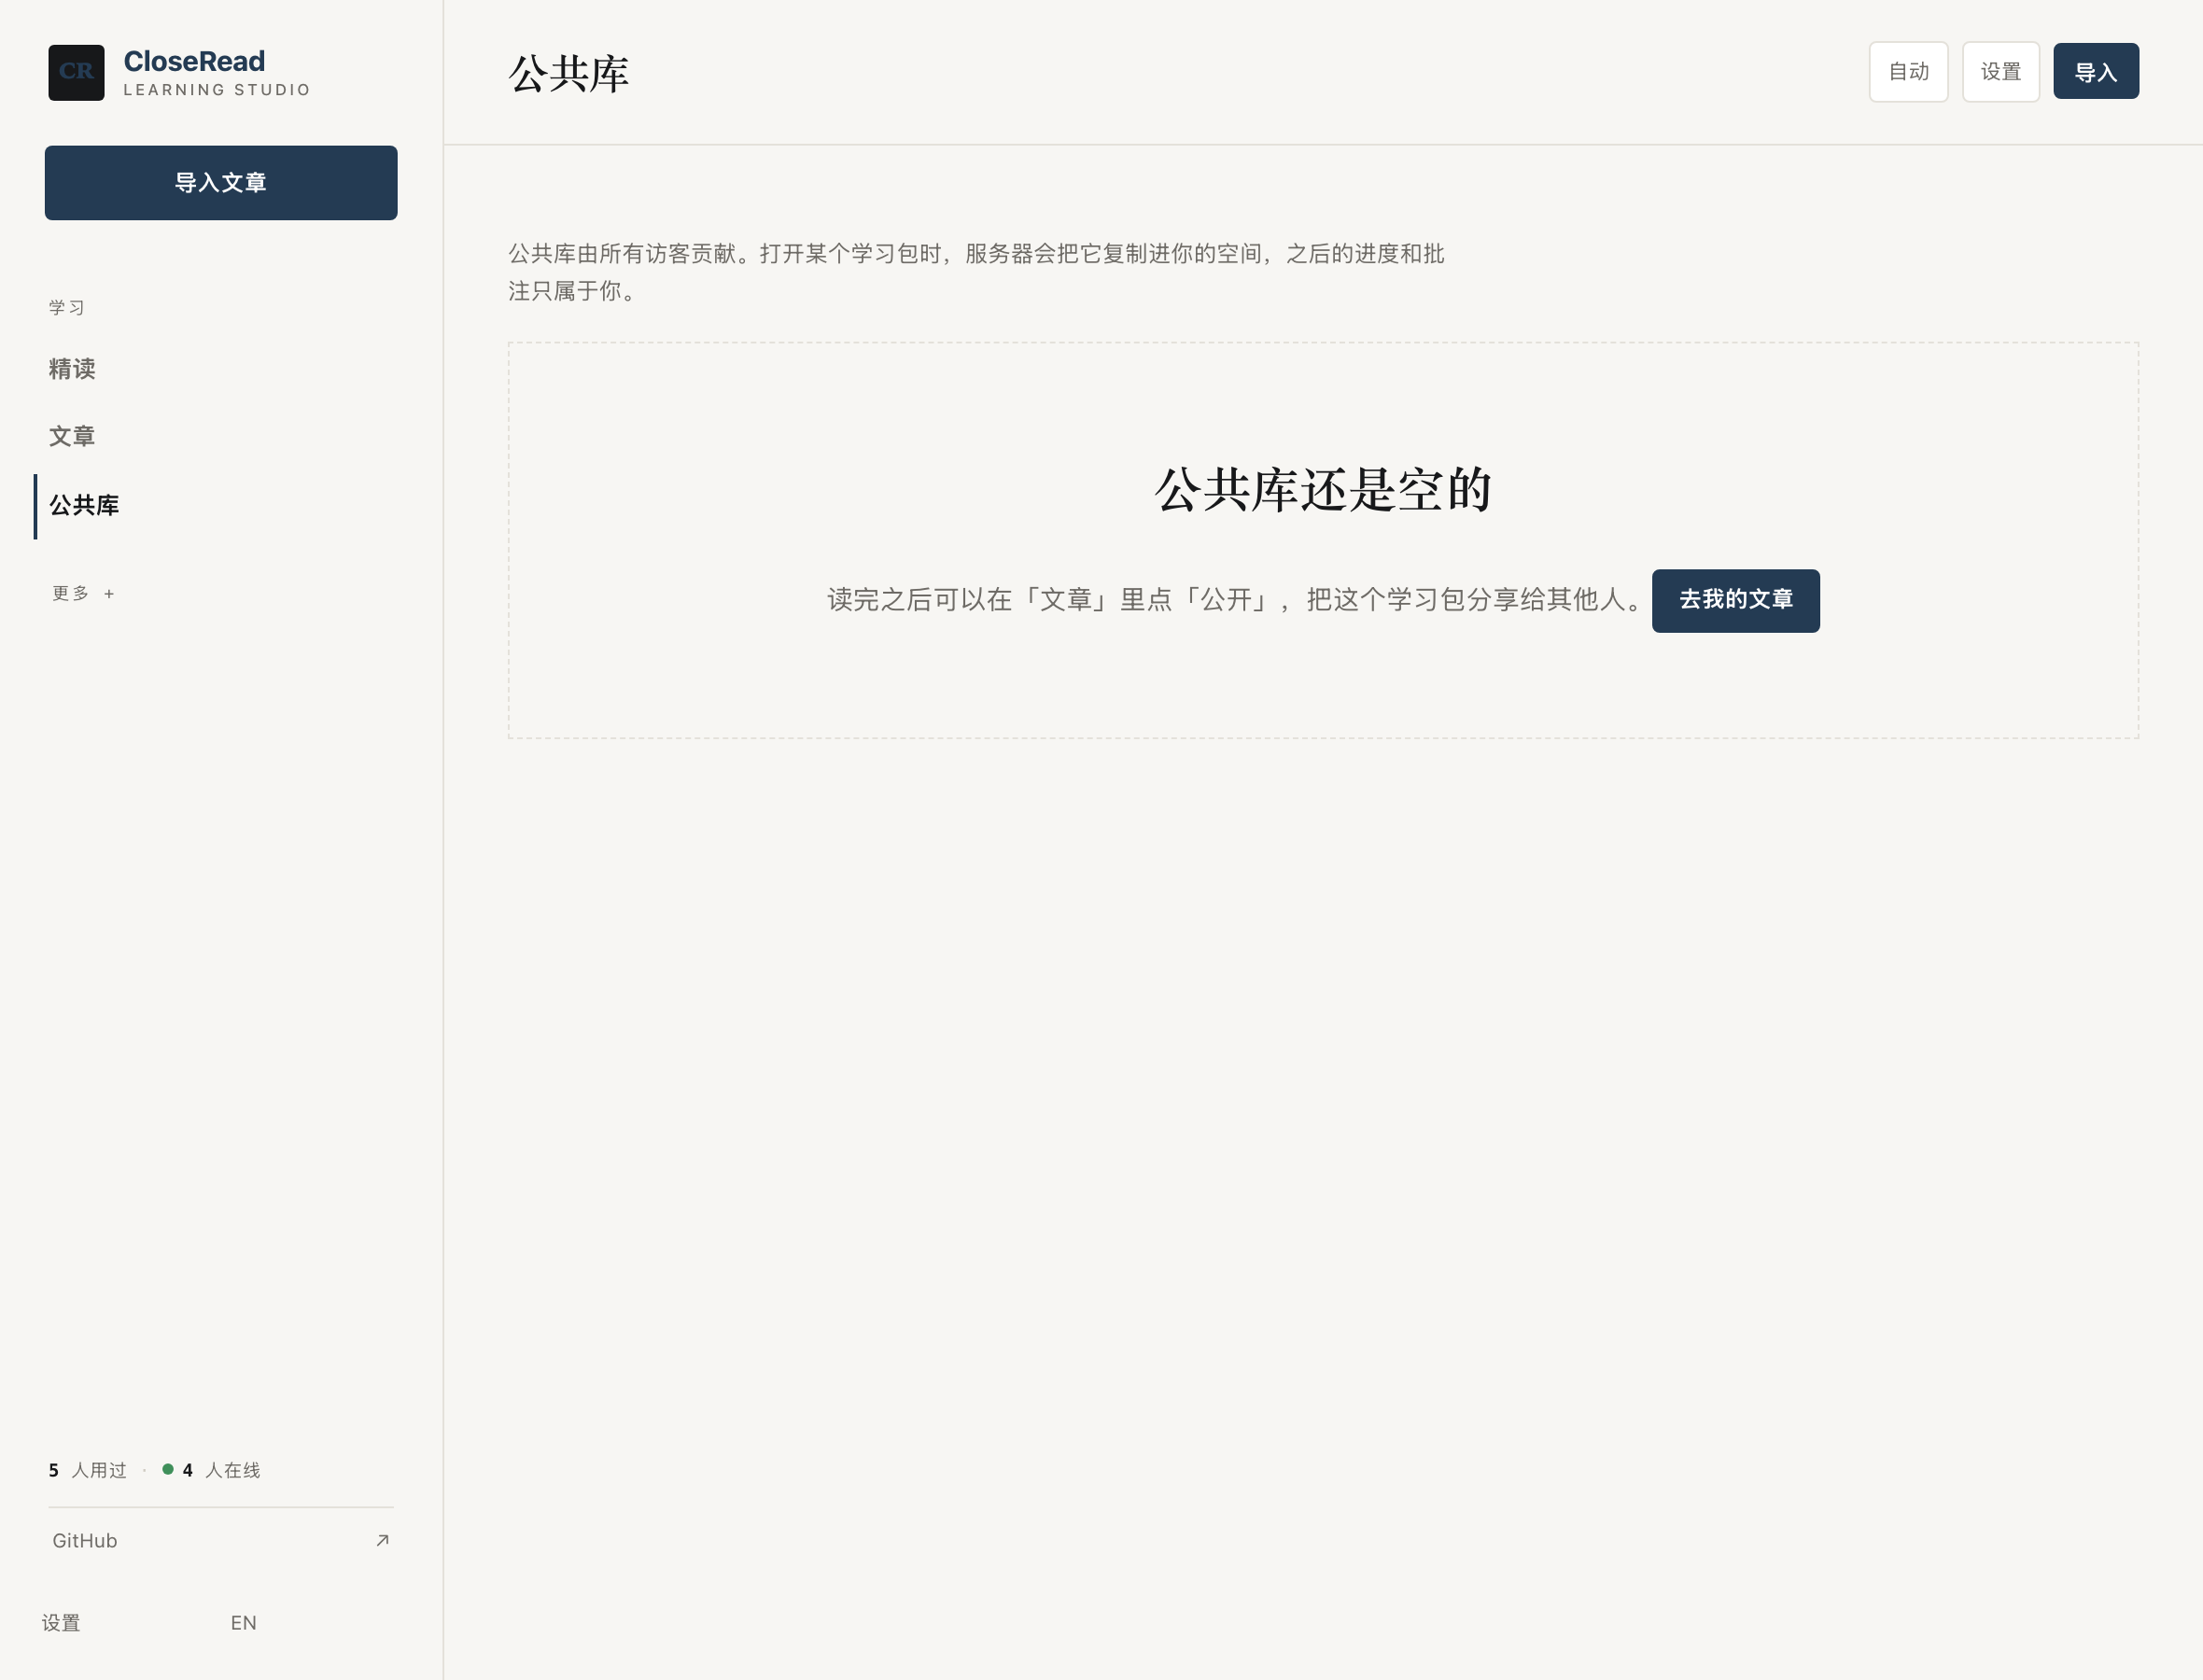 CR
CloseRead
LEARNING STUDIO
导入文章
学习
精读
文章
公共库
更多 +
5 人用过 · 4 人在线
GitHub ↗
设置
EN
公共库
自动
设置
导入
公共库由所有访客贡献。打开某个学习包时，服务器会把它复制进你的空间，之后的进度和批
注只属于你。
公共库还是空的
读完之后可以在「文章」里点「公开」，把这个学习包分享给其他人。
去我的文章